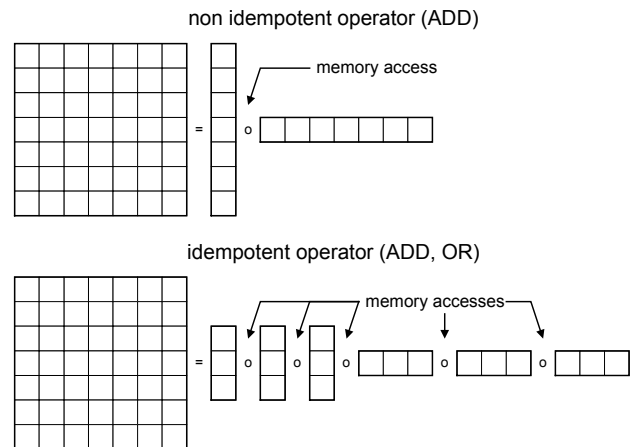 non idempotent operator (ADD)
memory access
= o
idempotent operator (ADD, OR)
memory accesses
= o o o o o